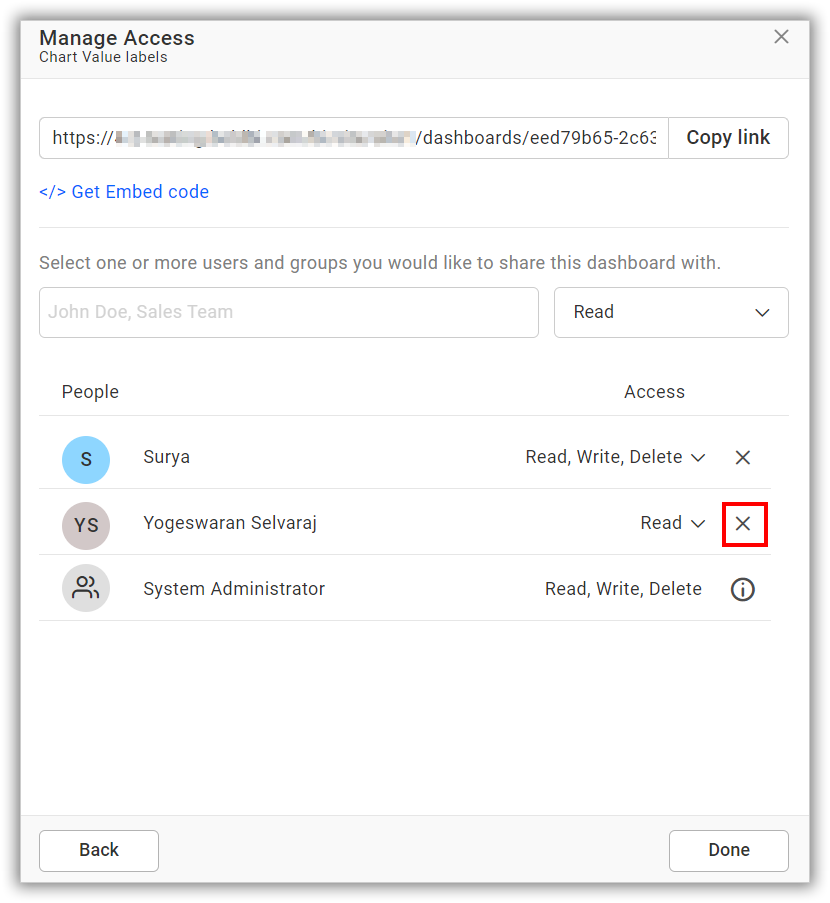 Manage Access
Chart Value labels
https:// /dashboards/eed79b65-2c63 Copy link
</> Get Embed code
Select one or more users and groups you would like to share this dashboard with.
John Doe, Sales Team Read
People Access
S Surya Read, Write, Delete
YS Yogeswaran Selvaraj Read
System Administrator Read, Write, Delete
Back Done